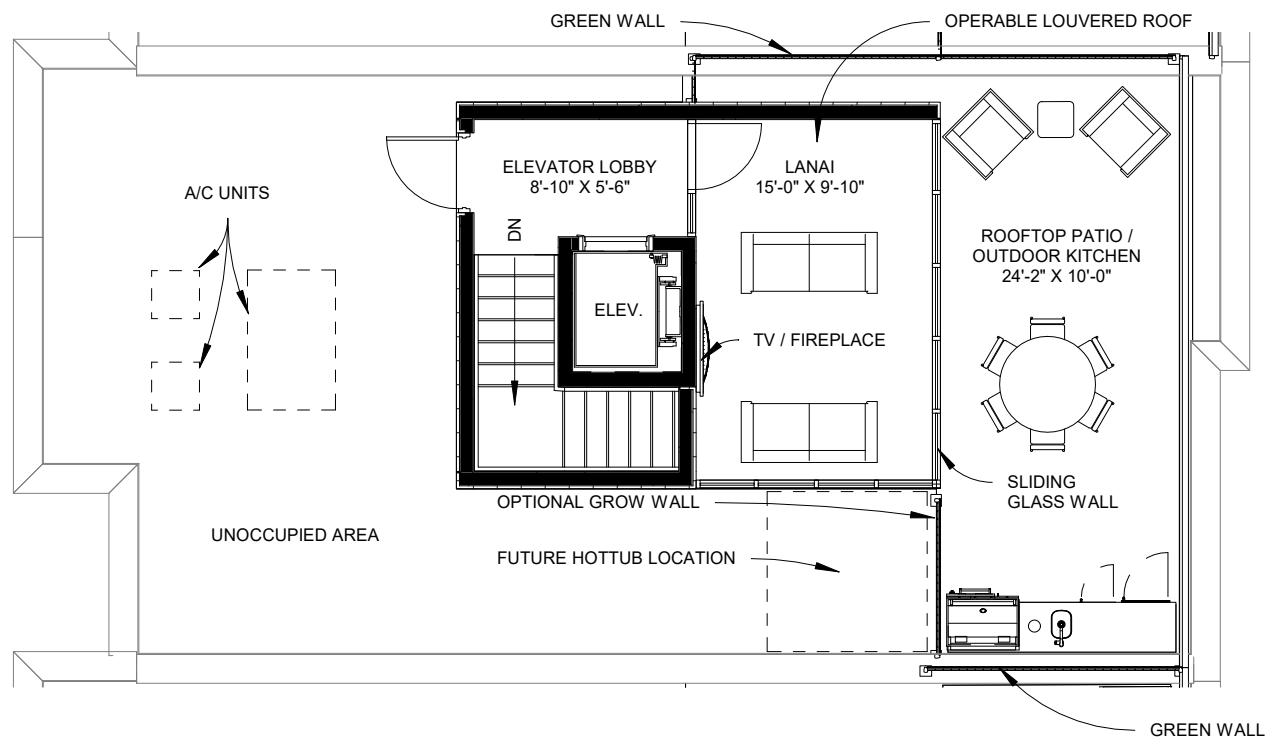 GREEN WALL
OPERABLE LOUVERED ROOF
ELEVATOR LOBBY
8'-10" X 5'-6"
LANAI
15'-0" X 9'-10"
A/C UNITS
DN
ROOFTOP PATIO /
OUTDOOR KITCHEN
24'-2" X 10'-0"
ELEV.
TV / FIREPLACE
SLIDING
GLASS WALL
OPTIONAL GROW WALL
UNOCCUPIED AREA
FUTURE HOTTUB LOCATION
GREEN WALL